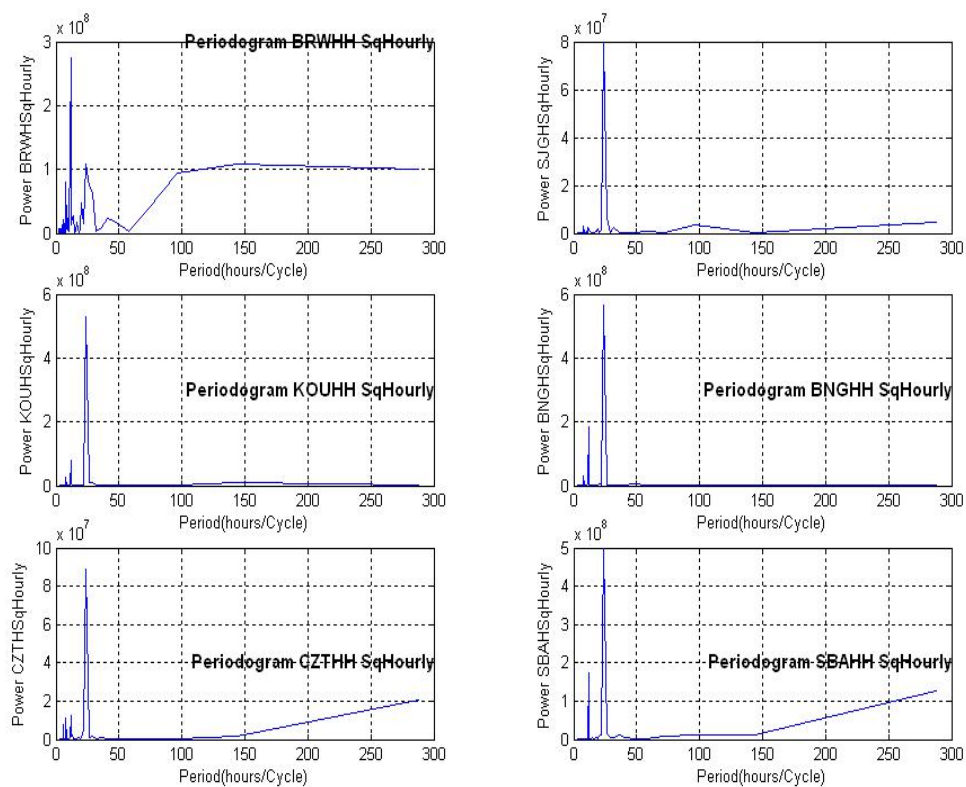 x 10^8
Periodogram BRWHH SqHourly
Power BRWHSqHourly
3
2
1
0
0 50 100 150 200 250 300
Period(hours/Cycle)
x 10^7
Power SJGHSqHourly
8
6
4
2
0
0 50 100 150 200 250 300
Period(hours/Cycle)
x 10^8
Periodogram KOUHH SqHourly
Power KOUHSqHourly
6
4
2
0
0 50 100 150 200 250 300
Period(hours/Cycle)
x 10^8
Periodogram BNGHH SqHourly
Power BNGHSqHourly
6
4
2
0
0 50 100 150 200 250 300
Period(hours/Cycle)
x 10^7
Periodogram CZTHH SqHourly
Power CZTHSqHourly
10
8
6
4
2
0
0 50 100 150 200 250 300
Period(hours/Cycle)
x 10^8
Periodogram SBAHH SqHourly
Power SBAHSqHourly
5
4
3
2
1
0
0 50 100 150 200 250 300
Period(hours/Cycle)